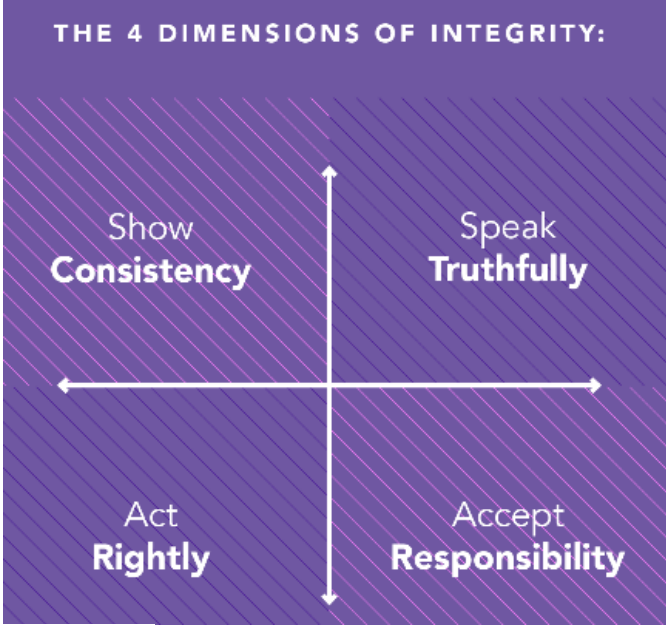 THE 4 DIMENSIONS OF INTEGRITY:
Show
Consistency
Speak
Truthfully
Act
Rightly
Accept
Responsibility